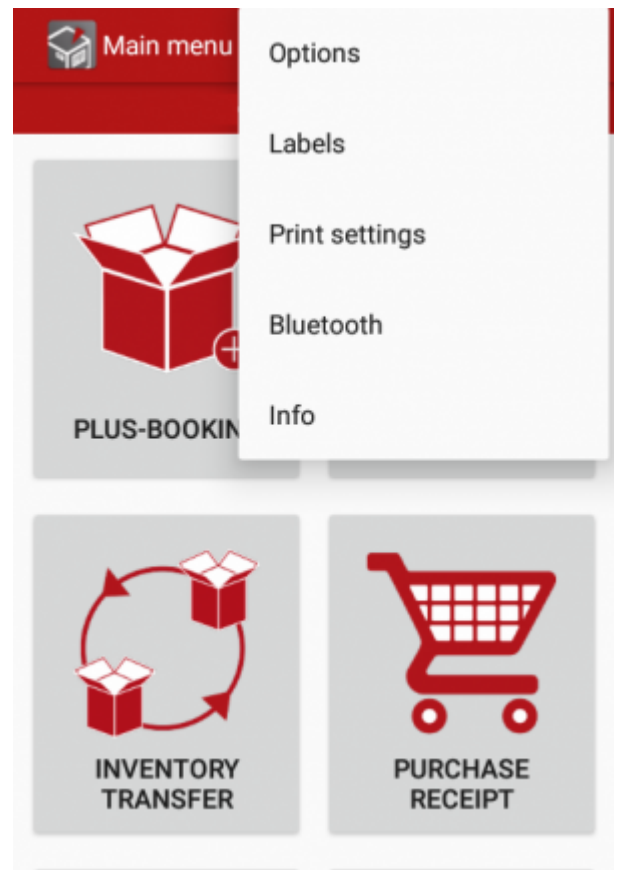 Main menu
Options
Labels
Print settings
Bluetooth
Info
PLUS-BOOKIN
INVENTORY
TRANSFER
PURCHASE
RECEIPT